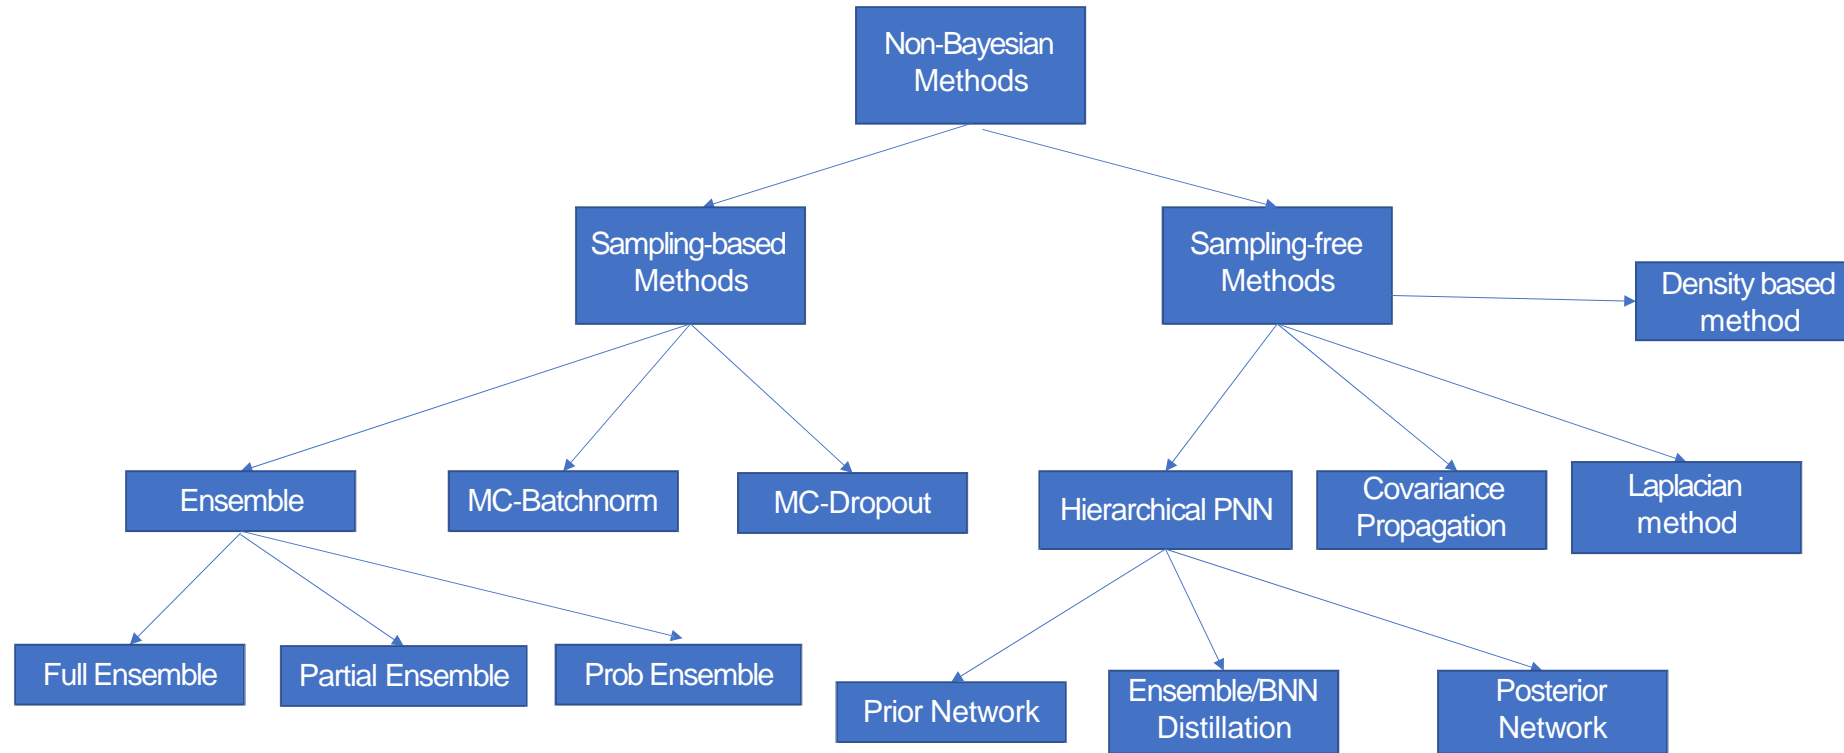 Non-Bayesian
Methods
Sampling-based
Methods
Sampling-free
Methods
Density based
method
Ensemble
MC-Batchnorm
MC-Dropout
Hierarchical PNN
Covariance
Propagation
Laplacian
method
Full Ensemble
Partial Ensemble
Prob Ensemble
Prior Network
Ensemble/BNN
Distillation
Posterior
Network